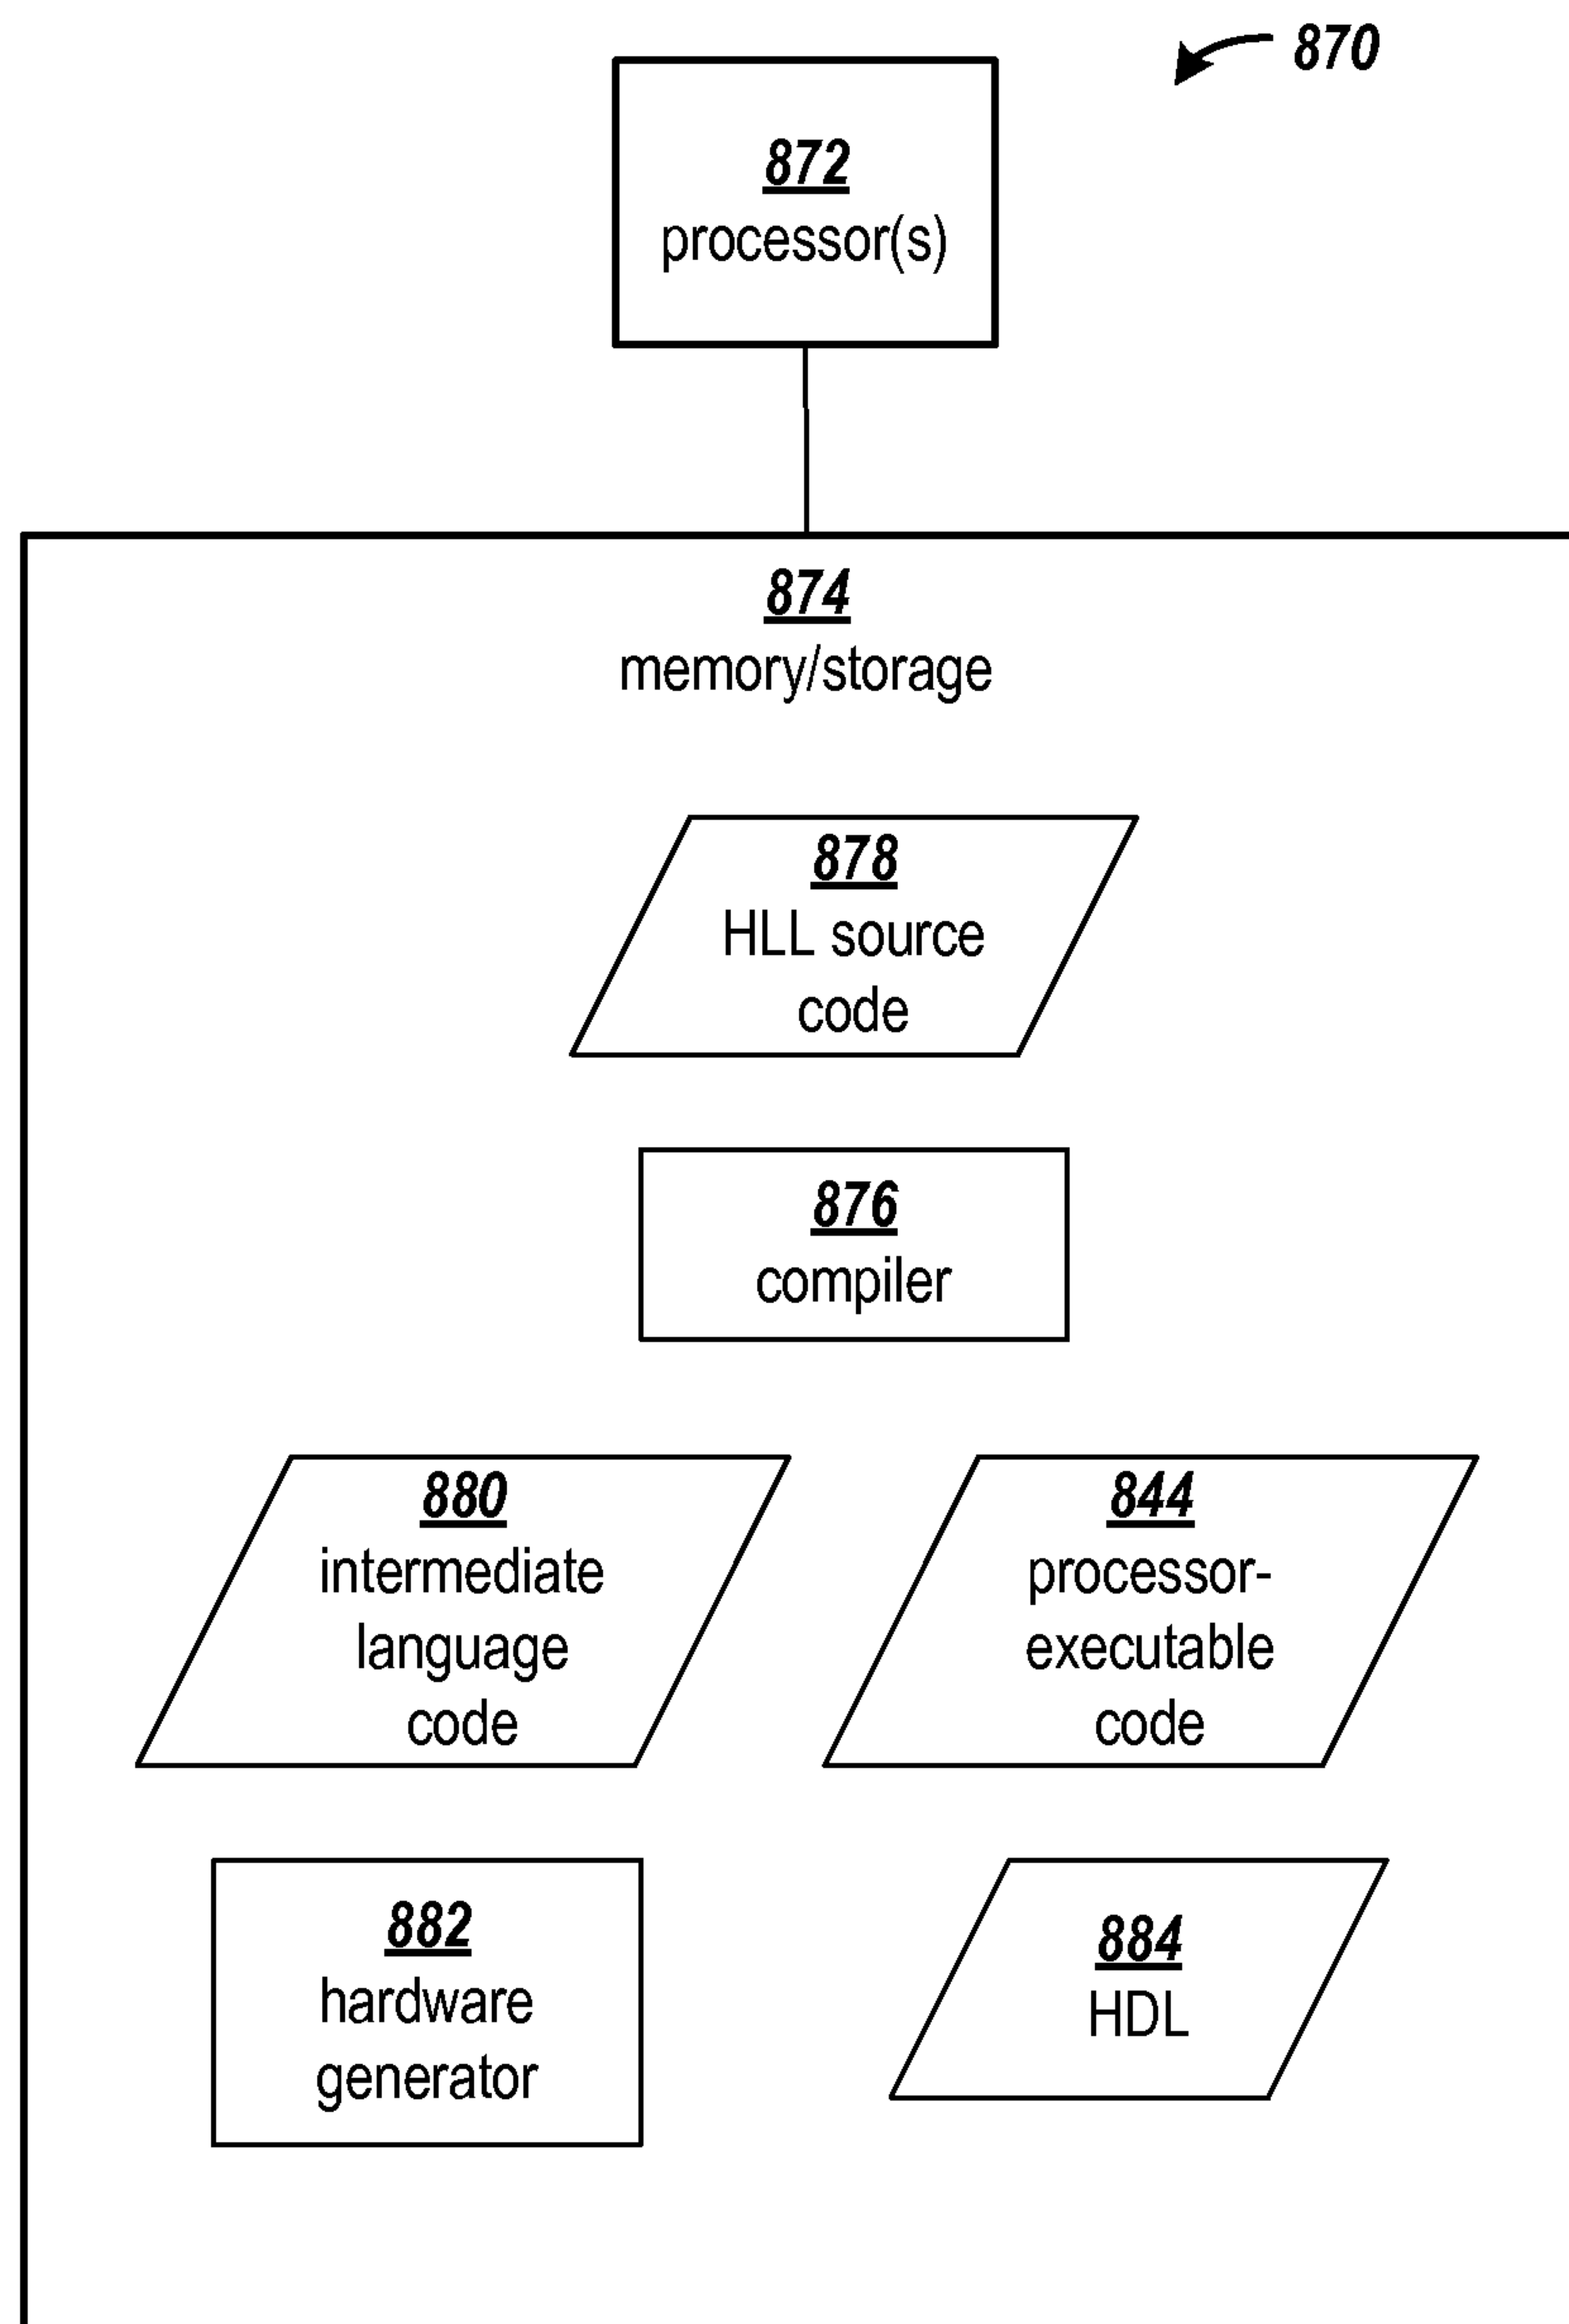 870
872
processor(s)
874
memory/storage
878
HLL source
code
876
compiler
880
intermediate
language
code
844
processor-
executable
code
882
hardware
generator
884
HDL